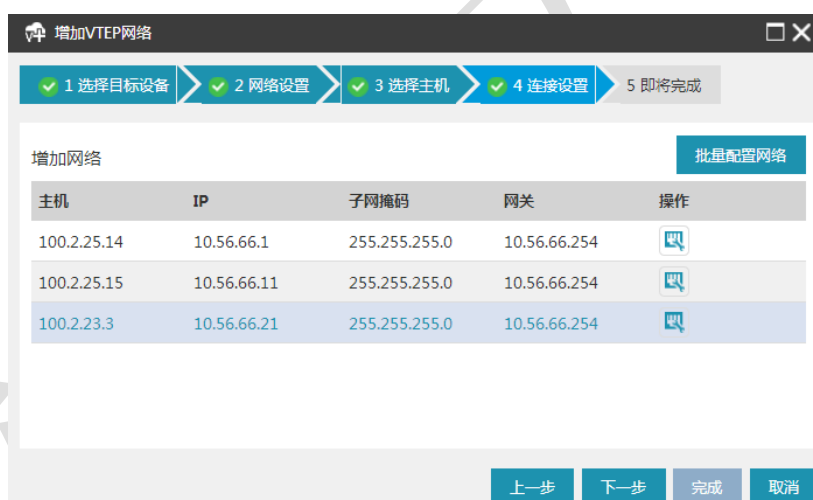 增加VTEP网络
1 选择目标设备 2 网络设置 3 选择主机 4 连接设置 5 即将完成
增加网络 批量配置网络
主机 IP 子网掩码 网关 操作
100.2.25.14 10.56.66.1 255.255.255.0 10.56.66.254
100.2.25.15 10.56.66.11 255.255.255.0 10.56.66.254
100.2.23.3 10.56.66.21 255.255.255.0 10.56.66.254
上一步 下一步 完成 取消